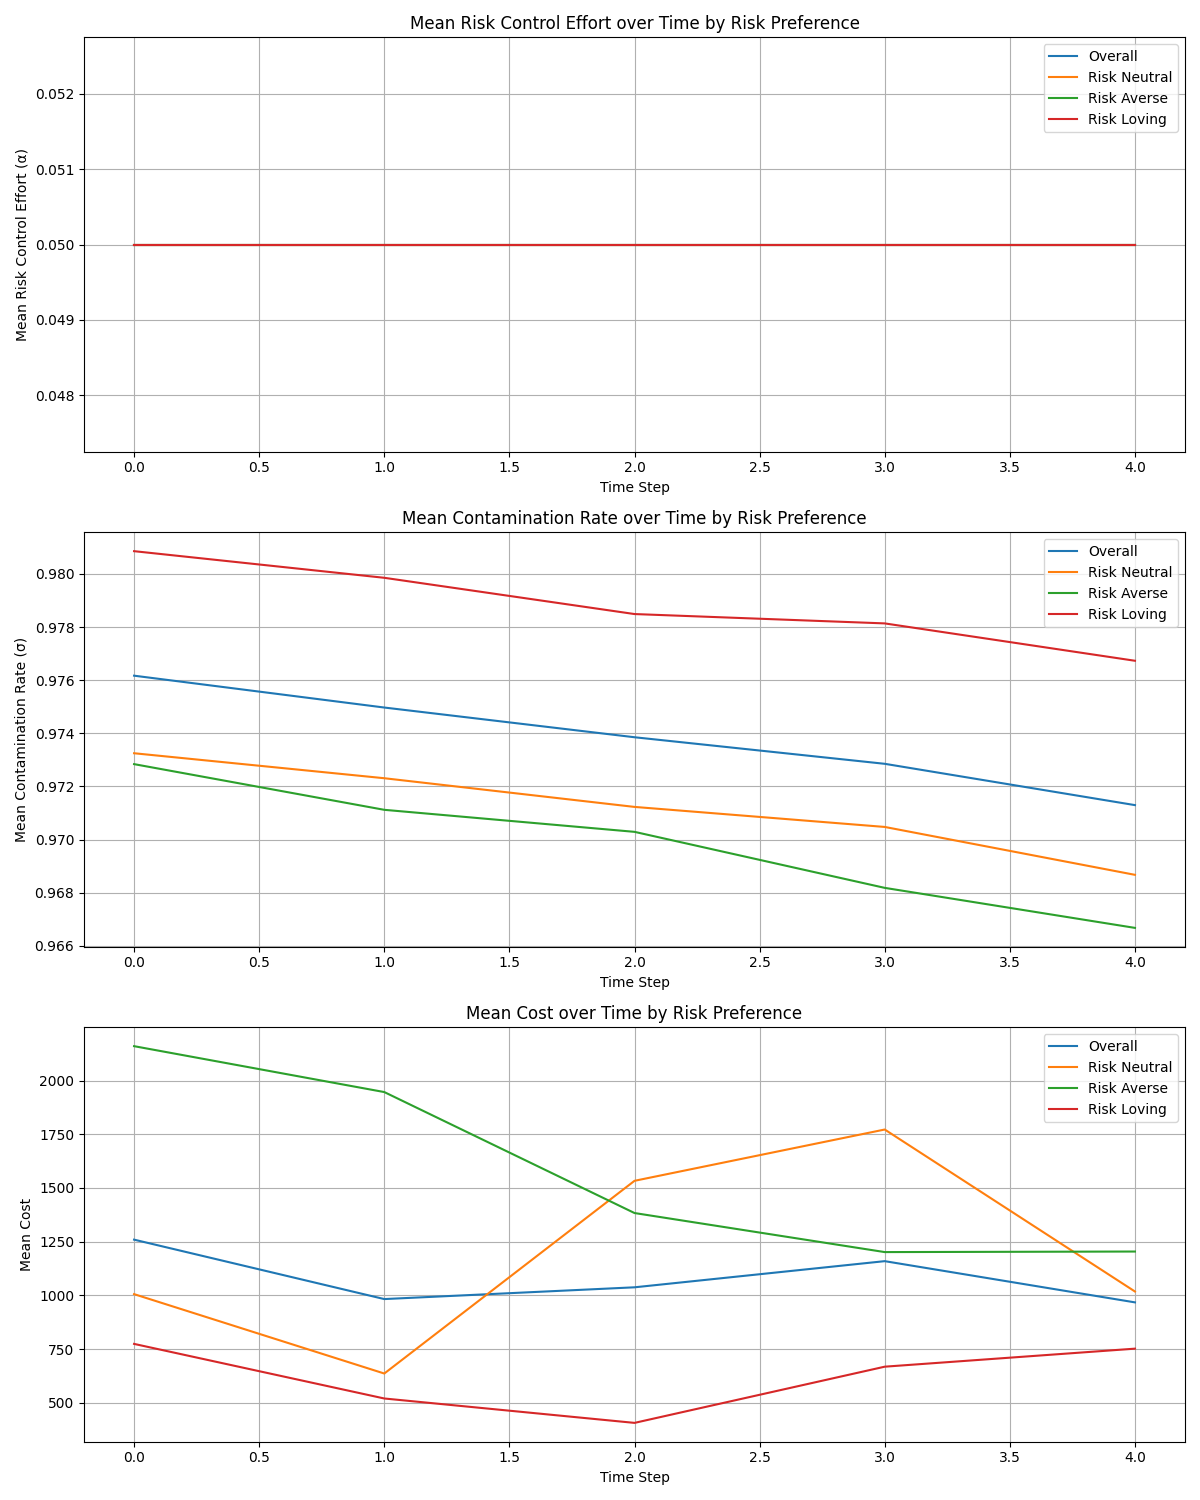 Mean Risk Control Effort over Time by Risk Preference
Mean Risk Control Effort (α)
0.052
0.051
0.050
0.049
0.048
Overall
Risk Neutral
Risk Averse
Risk Loving
0.0 0.5 1.0 1.5 2.0 2.5 3.0 3.5 4.0
Time Step
Mean Contamination Rate over Time by Risk Preference
Mean Contamination Rate (σ)
0.980
0.978
0.976
0.974
0.972
0.970
0.968
0.966
Overall
Risk Neutral
Risk Averse
Risk Loving
0.0 0.5 1.0 1.5 2.0 2.5 3.0 3.5 4.0
Time Step
Mean Cost over Time by Risk Preference
Mean Cost
2000
1750
1500
1250
1000
750
500
Overall
Risk Neutral
Risk Averse
Risk Loving
0.0 0.5 1.0 1.5 2.0 2.5 3.0 3.5 4.0
Time Step